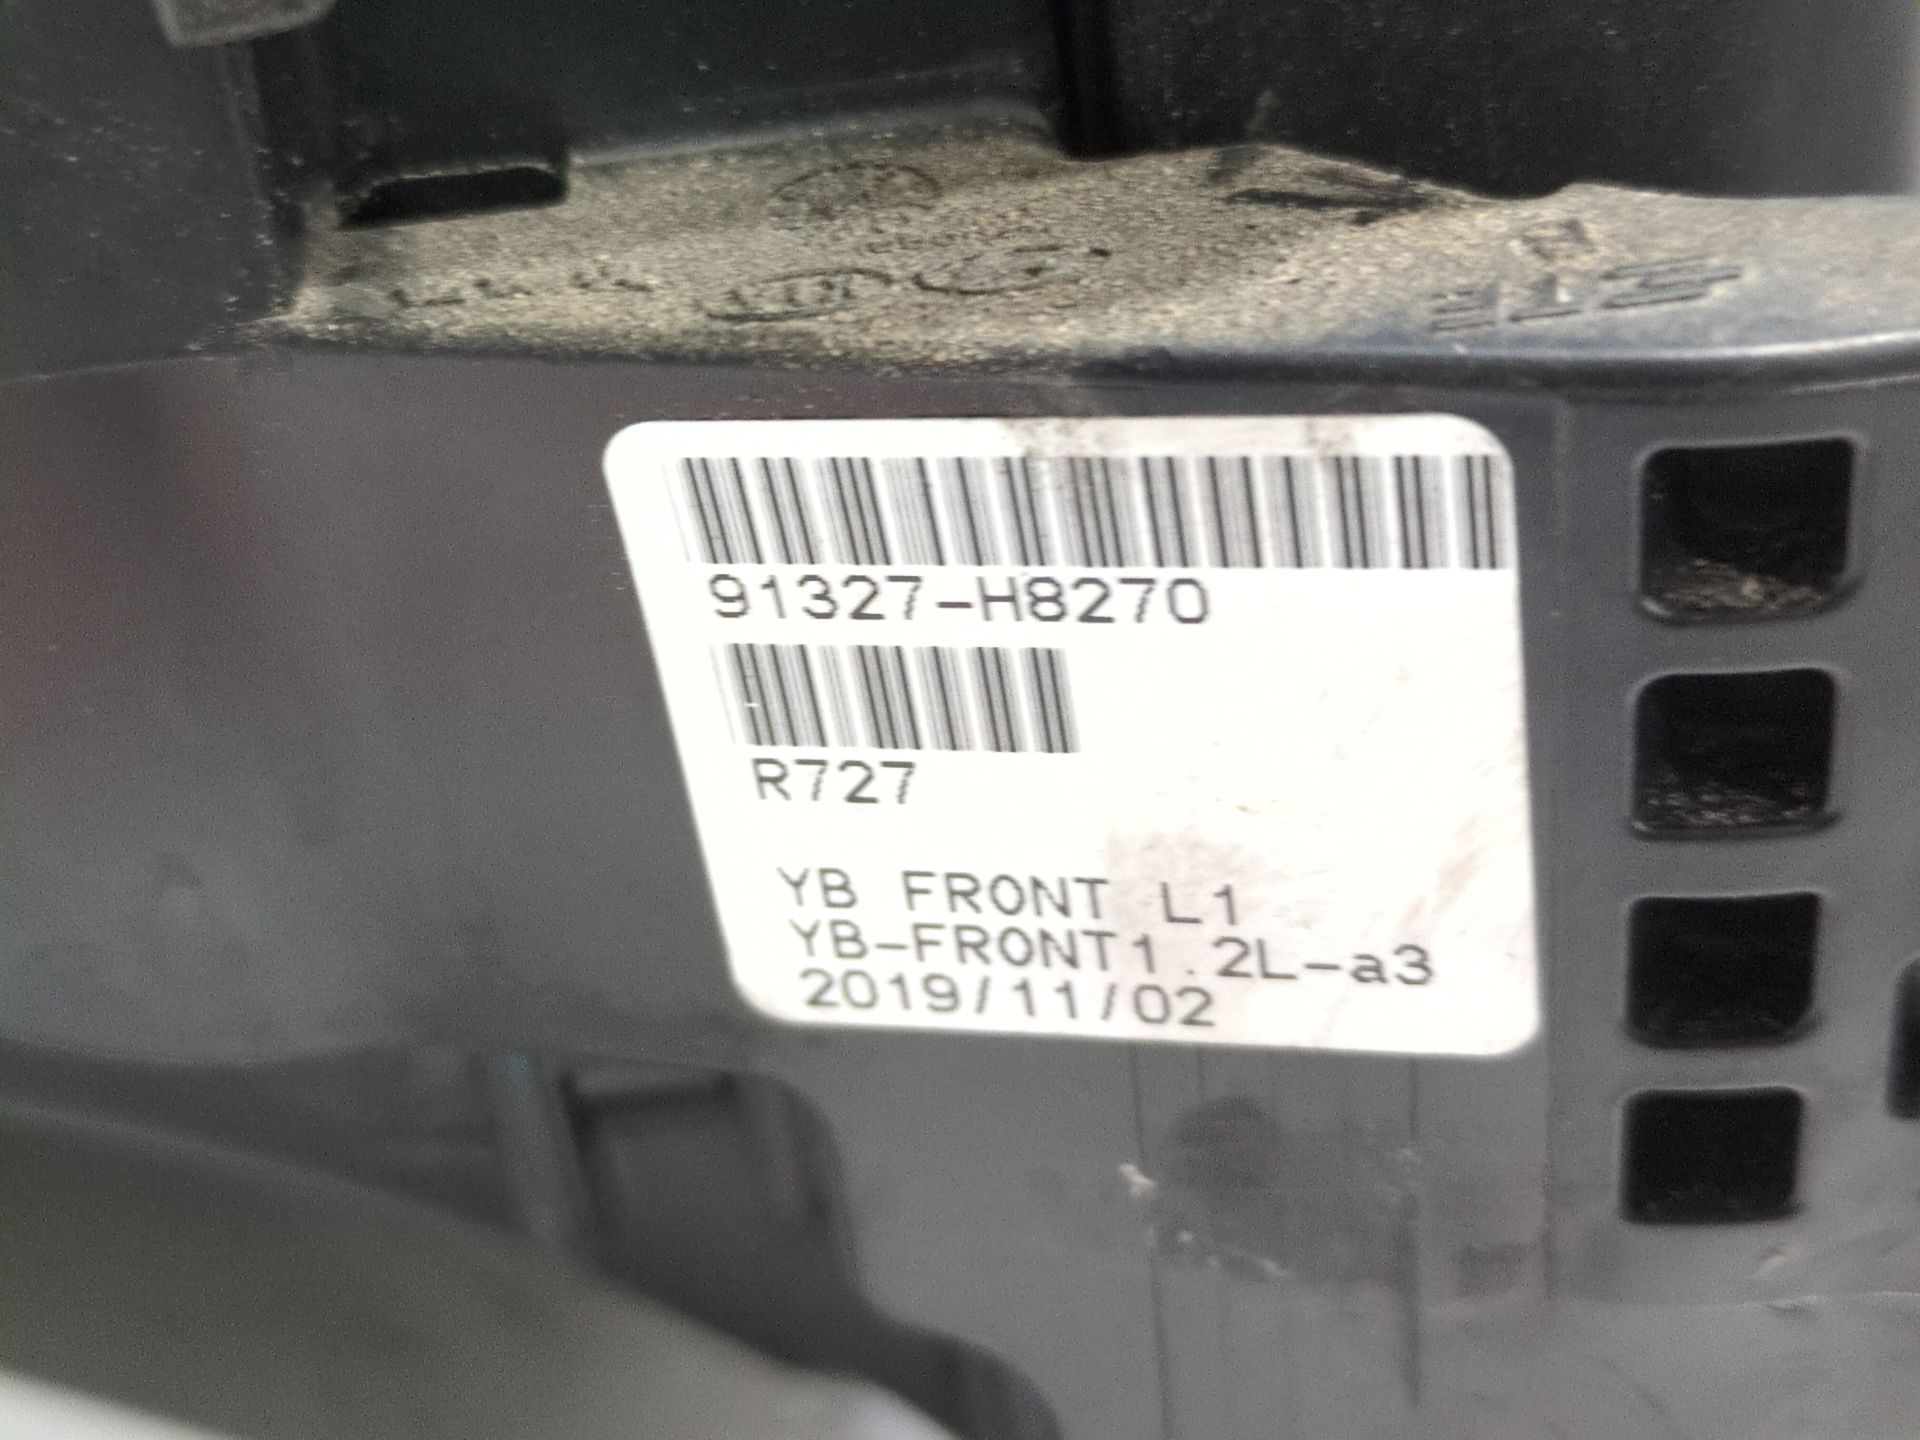 91327-H8270
R727
YB FRONT L1
YB-FRONT1.2L-a3
2019/11/02